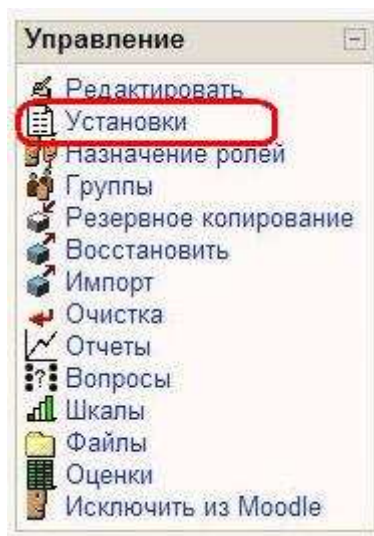 Управление
Редактировать
Установки
Назначение ролей
Группы
Резервное копирование
Восстановить
Импорт
Очистка
Отчеты
Вопросы
Шкалы
Файлы
Оценки
Исключить из Moodle